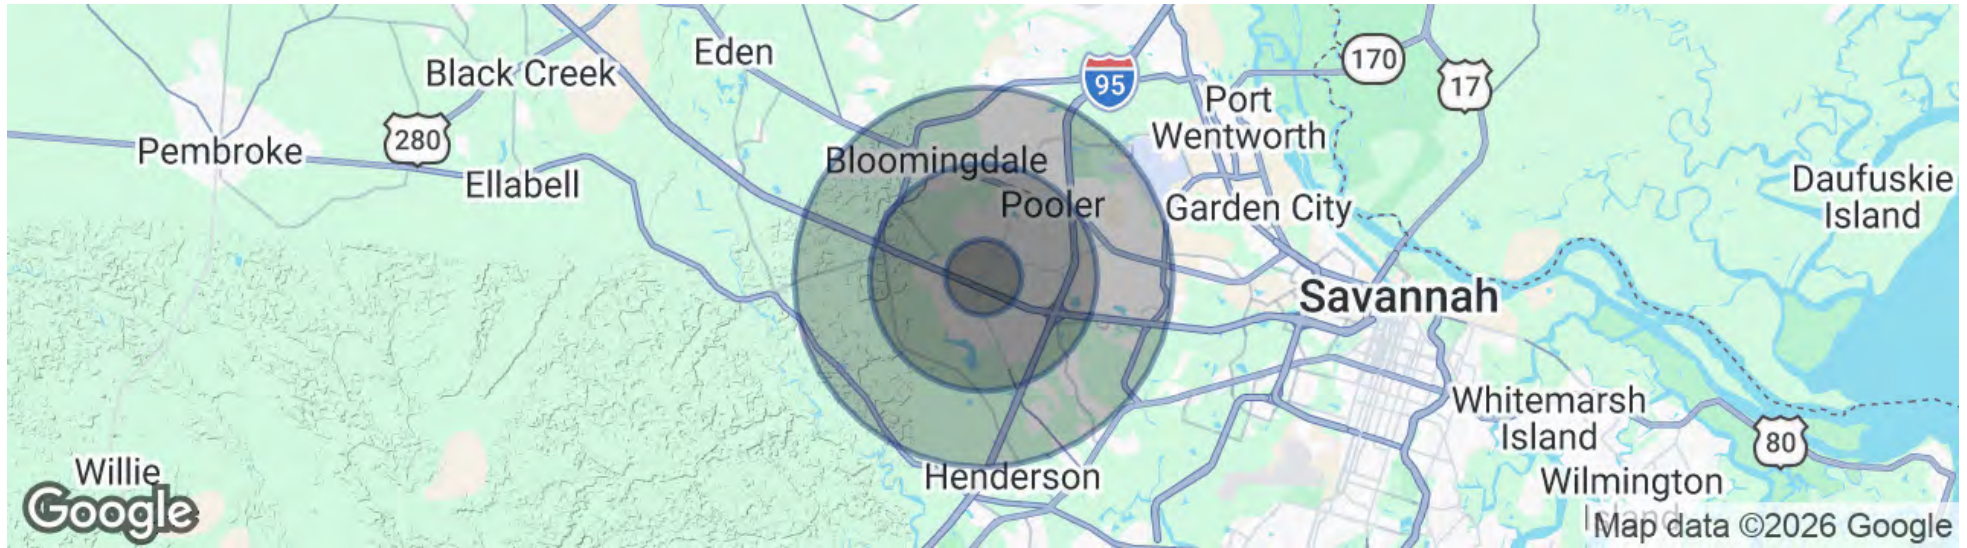 Eden
Black Creek
95
170
17
Port
Wentworth
280
Pembroke
Bloomingdale
Ellabell
Pooler
Garden City
Daufuskie
Island
Savannah
Whitemarsh
Island
80
Willie
Henderson
Wilmington
Island
Google
Map data ©2026 Google